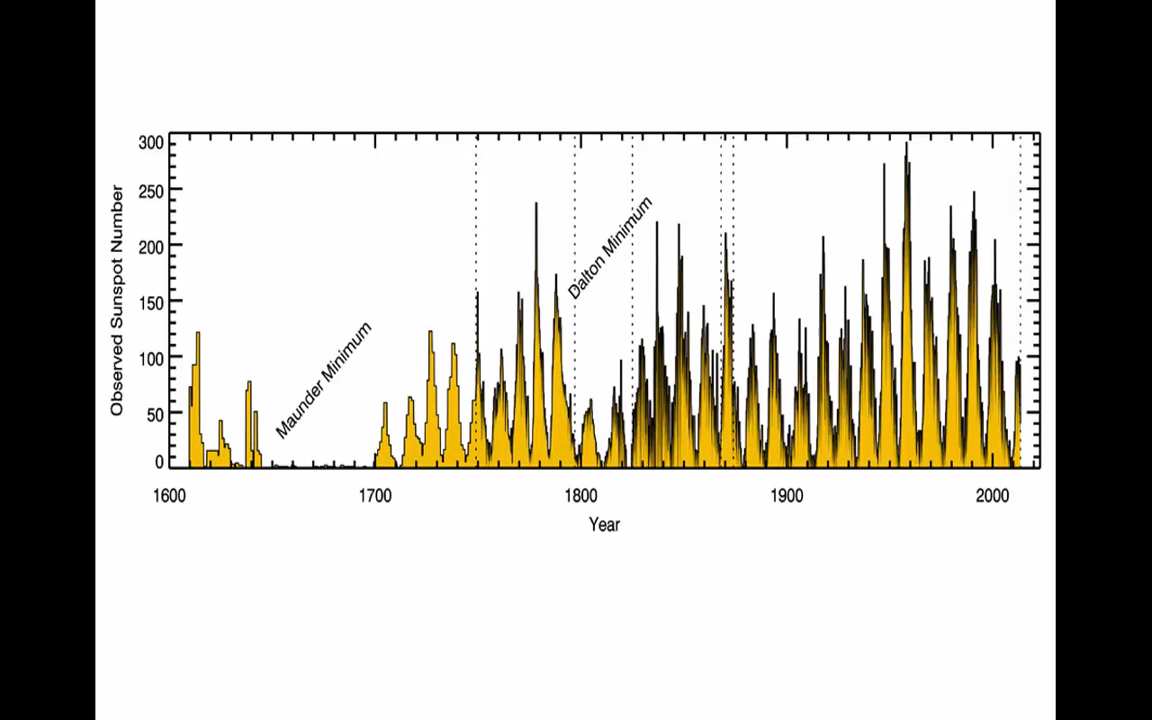 300
250
200
150
100
50
0
Observed Sunspot Number
Maunder Minimum
Dalton Minimum
1600 1700 1800 1900 2000
Year